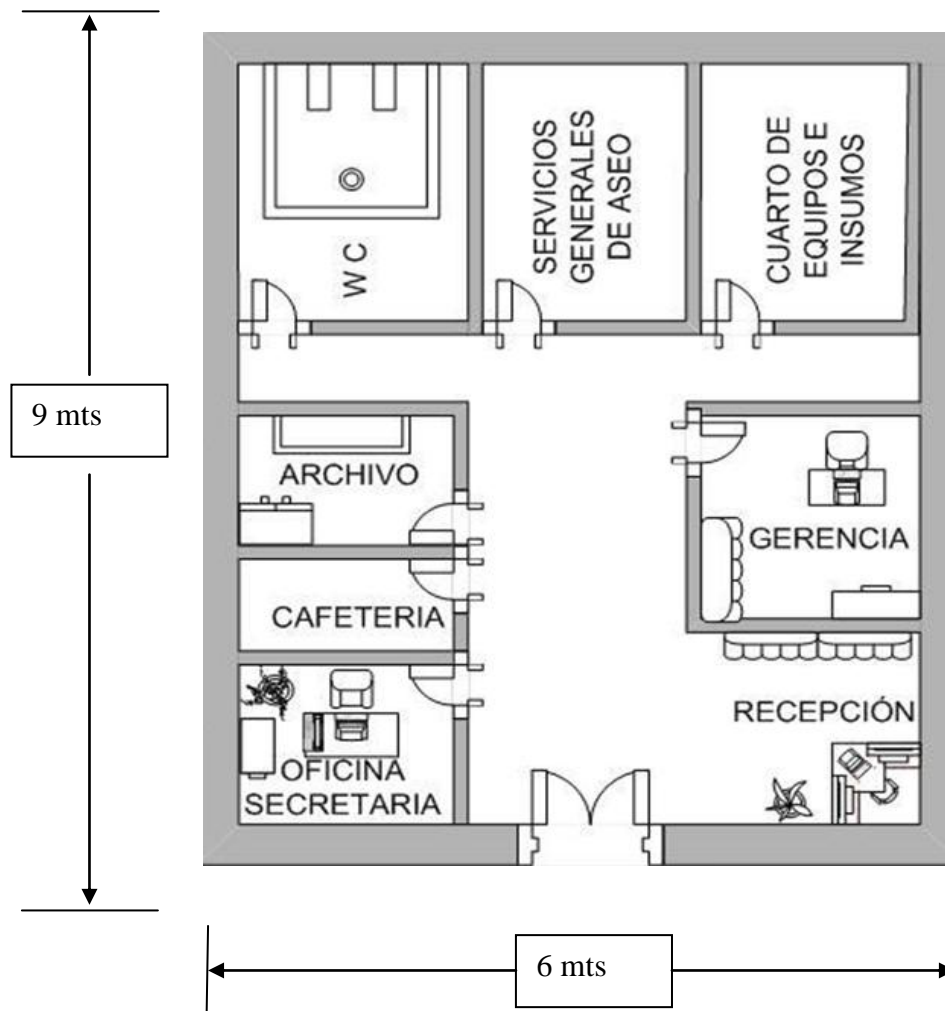 W C
SERVICIOS
GENERALES
DE ASEO
CUARTO DE
EQUIPOS E
INSUMOS
9 mts
ARCHIVO
GERENCIA
CAFETERIA
RECEPCIÓN
OFICINA
SECRETARIA
6 mts